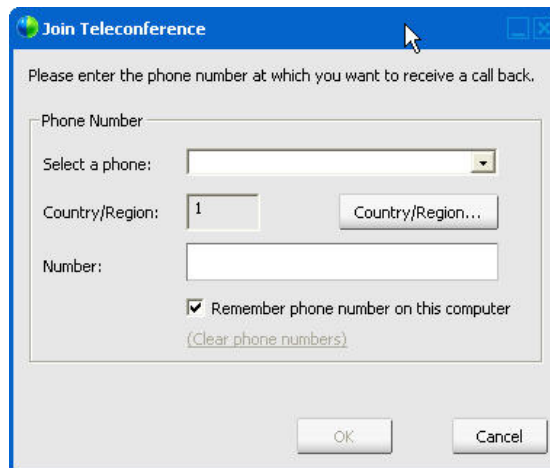 Join Teleconference
Please enter the phone number at which you want to receive a call back.
Phone Number
Select a phone:
Country/Region: 1 Country/Region...
Number:
Remember phone number on this computer
(Clear phone numbers)
OK Cancel